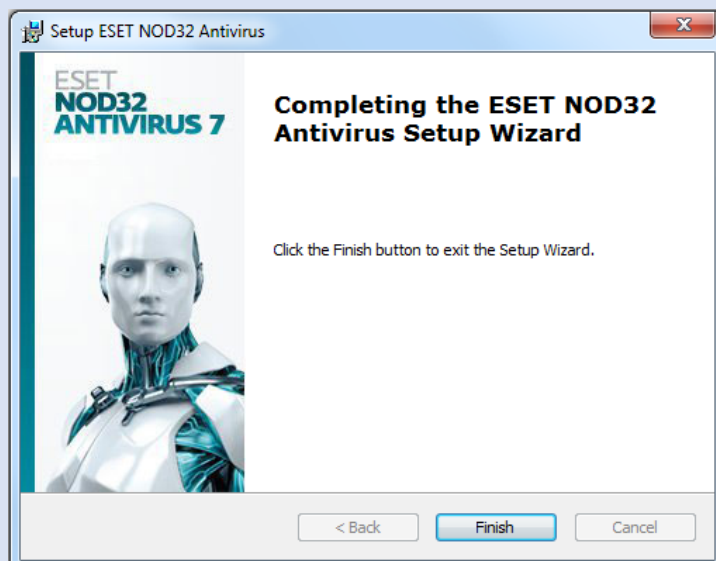 Setup ESET NOD32 Antivirus
ESET
NOD32
ANTIVIRUS 7
Completing the ESET NOD32
Antivirus Setup Wizard
Click the Finish button to exit the Setup Wizard.
< Back Finish Cancel